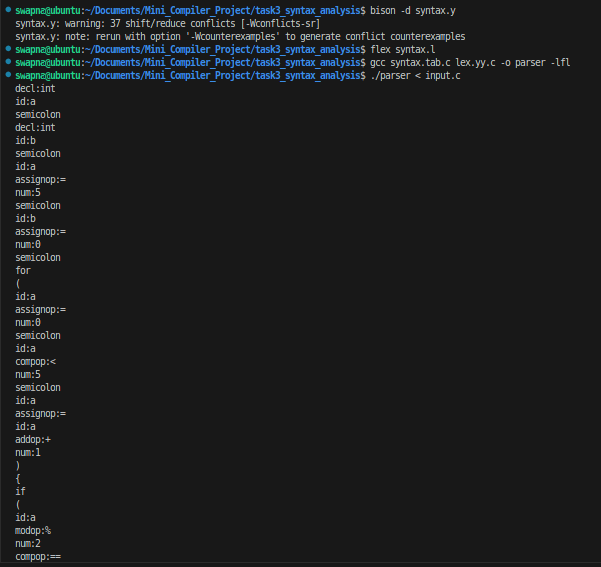 swapna@ubuntu:~/Documents/Mini_Compiler_Project/task3_syntax_analysis$ bison -d syntax.y
syntax.y: warning: 37 shift/reduce conflicts [-Wconflicts-sr]
syntax.y: note: rerun with option '-Wcounterexamples' to generate conflict counterexamples
swapna@ubuntu:~/Documents/Mini_Compiler_Project/task3_syntax_analysis$ flex syntax.l
swapna@ubuntu:~/Documents/Mini_Compiler_Project/task3_syntax_analysis$ gcc syntax.tab.c lex.yy.c -o parser -lfl
swapna@ubuntu:~/Documents/Mini_Compiler_Project/task3_syntax_analysis$ ./parser < input.c
decl:int
id:a
semicolon
decl:int
id:b
semicolon
id:a
assignop:=
num:5
semicolon
id:b
assignop:=
num:0
semicolon
for
(
id:a
assignop:=
num:0
semicolon
id:a
compop:<
num:5
semicolon
id:a
assignop:=
id:a
addop:+
num:1
)
{
if
(
id:a
modop:%
num:2
compop:==